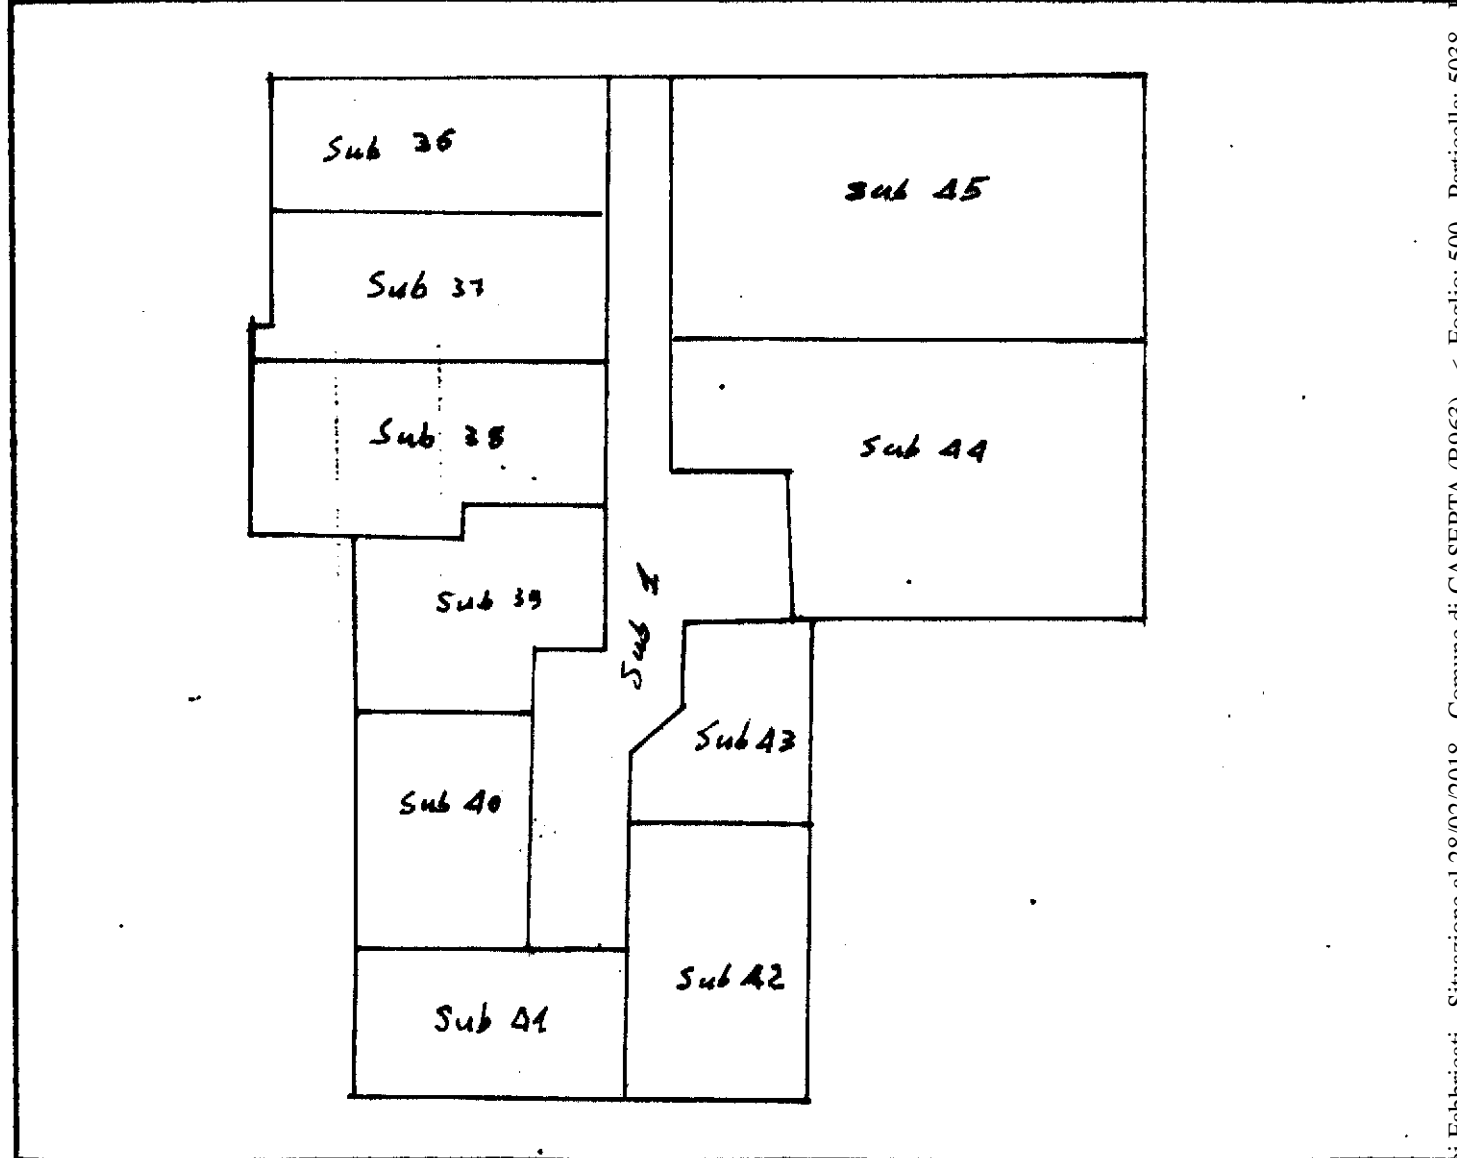 Sub 36
sub 45
Sub 37
Sub 38
sub 44
Sub 39
Sub
Sub 43
Sub 40
Sub 42
Sub 41
Fabbricati - Situazione al 28/02/2018 - Comune di CASERTA (B963) - < Foglio: 500 - Particella: 5038